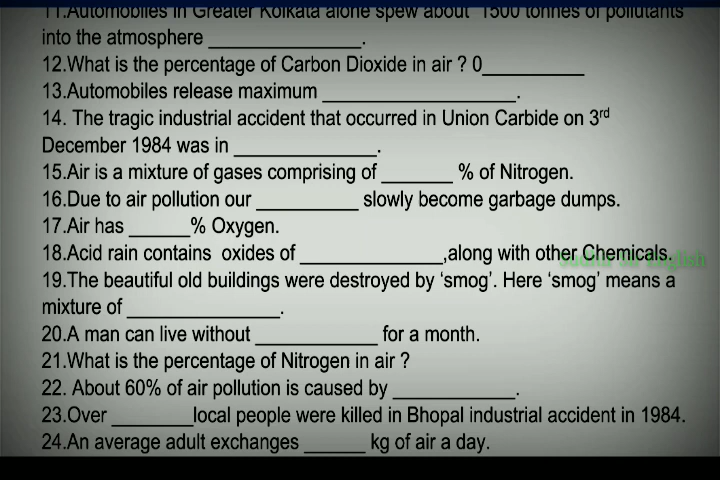 11.Automobiles in Greater Kolkata alone spew about 1500 tonnes of pollutants
into the atmosphere _______________.
12.What is the percentage of Carbon Dioxide in air ? 0__________
13.Automobiles release maximum ___________________.
14. The tragic industrial accident that occurred in Union Carbide on 3rd
December 1984 was in ______________.
15.Air is a mixture of gases comprising of _______ % of Nitrogen.
16.Due to air pollution our __________ slowly become garbage dumps.
17.Air has ______% Oxygen.
18.Acid rain contains oxides of ______________,along with other Chemicals.
19.The beautiful old buildings were destroyed by ‘smog’. Here ‘smog’ means a
mixture of _______________.
20.A man can live without ____________ for a month.
21.What is the percentage of Nitrogen in air ?
22. About 60% of air pollution is caused by ____________.
23.Over ________local people were killed in Bhopal industrial accident in 1984.
24.An average adult exchanges ______ kg of air a day.